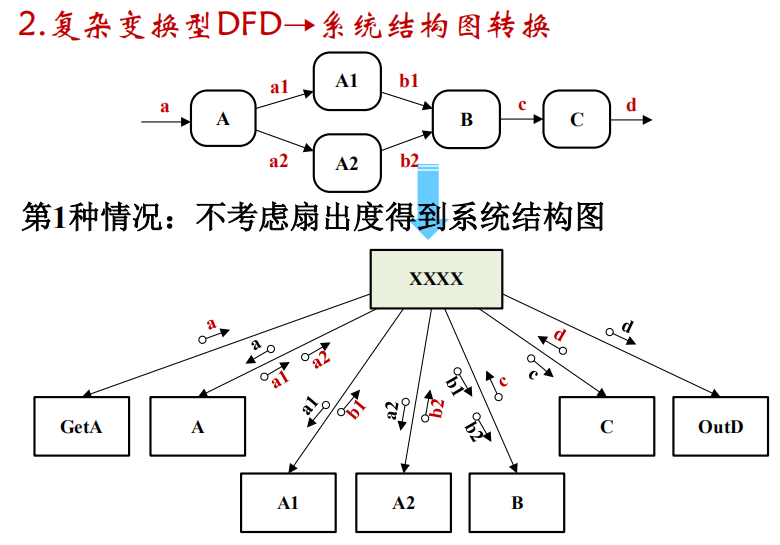 2.复杂变换型DFD→系统结构图转换
a
A
a1
a2
A1
A2
b1
b2
B
c
C
d
第1种情况：不考虑扇出度得到系统结构图
XXXX
a
a
a1
a2
a1
b1
a2
b2
b1
b2
c
d
c
d
GetA
A
C
OutD
A1
A2
B